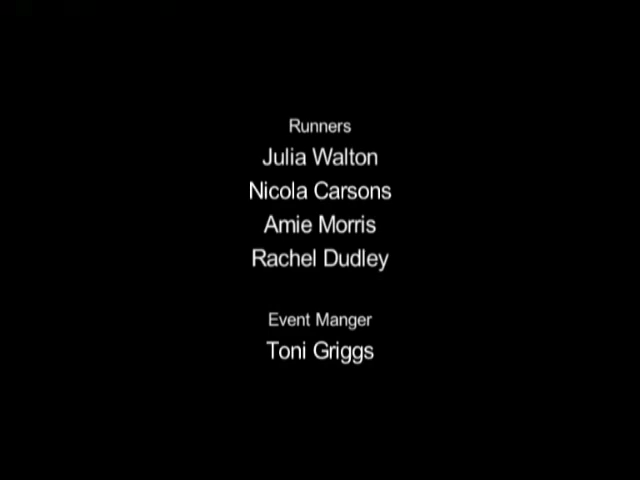 Runners
Julia Walton
Nicola Carsons
Amie Morris
Rachel Dudley
Event Manger
Toni Griggs